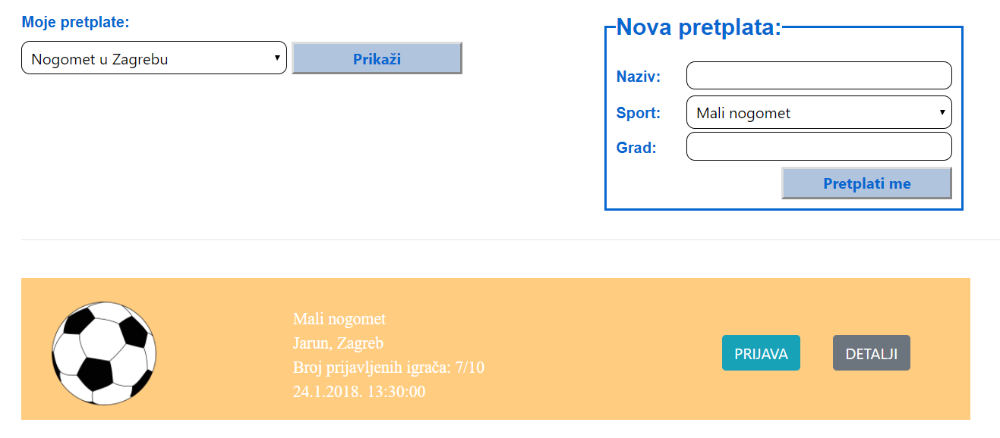 Moje pretplate:
Nogomet u Zagrebu
Prikaži
Nova pretplata:
Naziv:
Sport:
Mali nogomet
Grad:
Pretplati me
Mali nogomet
Jarun, Zagreb
Broj prijavljenih igrača: 7/10
24.1.2018. 13:30:00
PRIJAVA
DETALJI